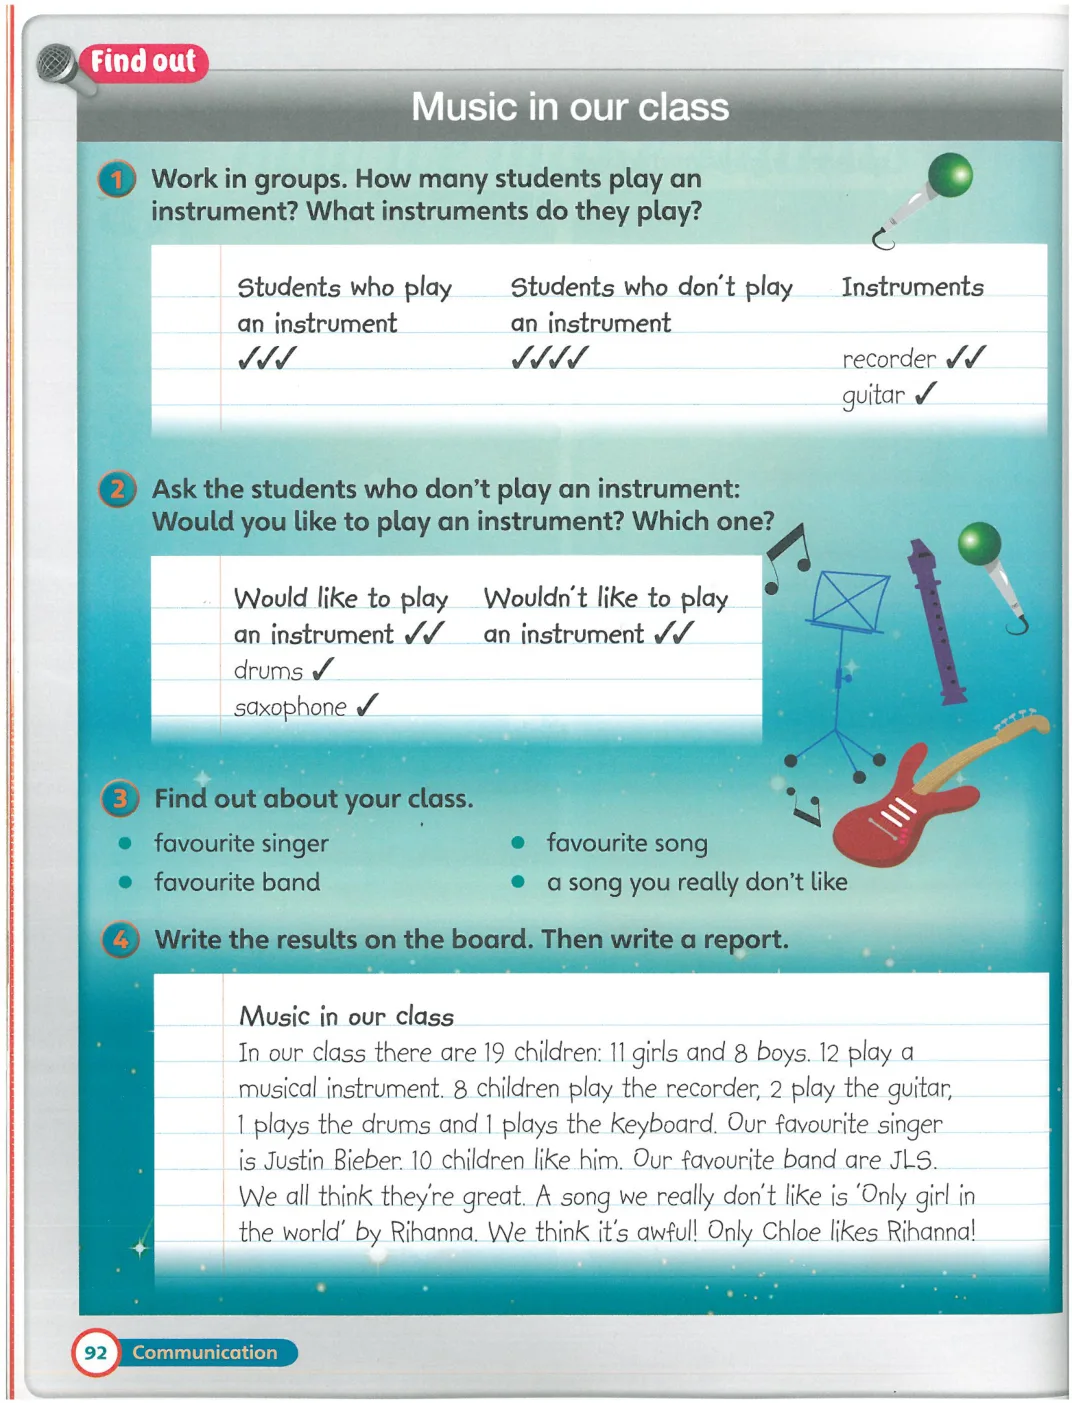 Find out
Music in our class
1 Work in groups. How many students play an
instrument? What instruments do they play?
Students who play Students who don't play Instruments
an instrument an instrument
✓✓✓ ✓✓✓✓ recorder ✓✓
guitar ✓
2 Ask the students who don't play an instrument:
Would you like to play an instrument? Which one?
Would like to play Wouldn't like to play
an instrument ✓✓ an instrument ✓✓
drums ✓
saxophone ✓
3 Find out about your class.
• favourite singer • favourite song
• favourite band • a song you really don't like
4 Write the results on the board. Then write a report.
Music in our class
In our class there are 19 children: 11 girls and 8 boys. 12 play a
musical instrument. 8 children play the recorder, 2 play the guitar,
1 plays the drums and 1 plays the keyboard. Our favourite singer
is Justin Bieber. 10 children like him. Our favourite band are JLS.
We all think they're great. A song we really don't like is 'Only girl in
the world' by Rihanna. We think it's awful! Only Chloe likes Rihanna!
92 Communication